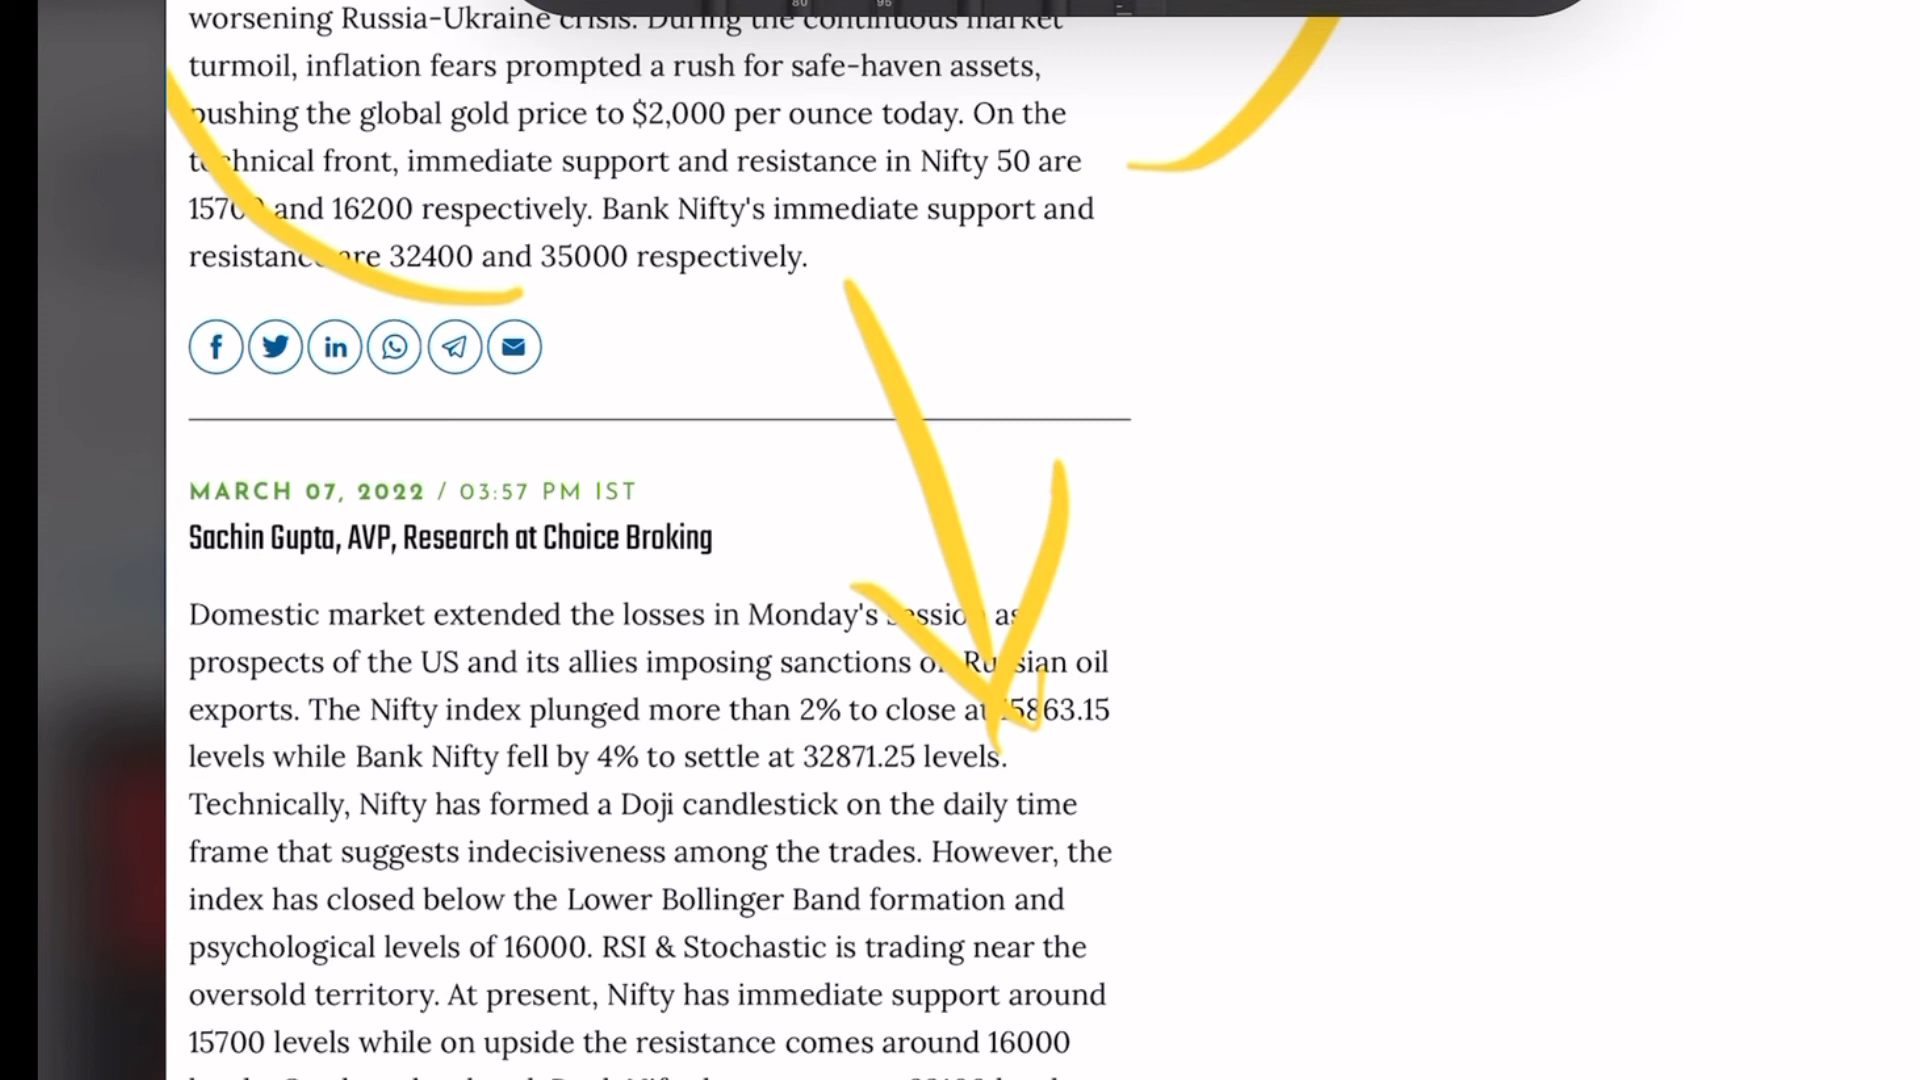 80 95
worsening Russia-Ukraine crisis. During the continuous market
turmoil, inflation fears prompted a rush for safe-haven assets,
pushing the global gold price to $2,000 per ounce today. On the
technical front, immediate support and resistance in Nifty 50 are
15700 and 16200 respectively. Bank Nifty's immediate support and
resistance are 32400 and 35000 respectively.
MARCH 07, 2022 / 03:57 PM IST
Sachin Gupta, AVP, Research at Choice Broking
Domestic market extended the losses in Monday's session as
prospects of the US and its allies imposing sanctions on Russian oil
exports. The Nifty index plunged more than 2% to close at 15863.15
levels while Bank Nifty fell by 4% to settle at 32871.25 levels.
Technically, Nifty has formed a Doji candlestick on the daily time
frame that suggests indecisiveness among the trades. However, the
index has closed below the Lower Bollinger Band formation and
psychological levels of 16000. RSI & Stochastic is trading near the
oversold territory. At present, Nifty has immediate support around
15700 levels while on upside the resistance comes around 16000